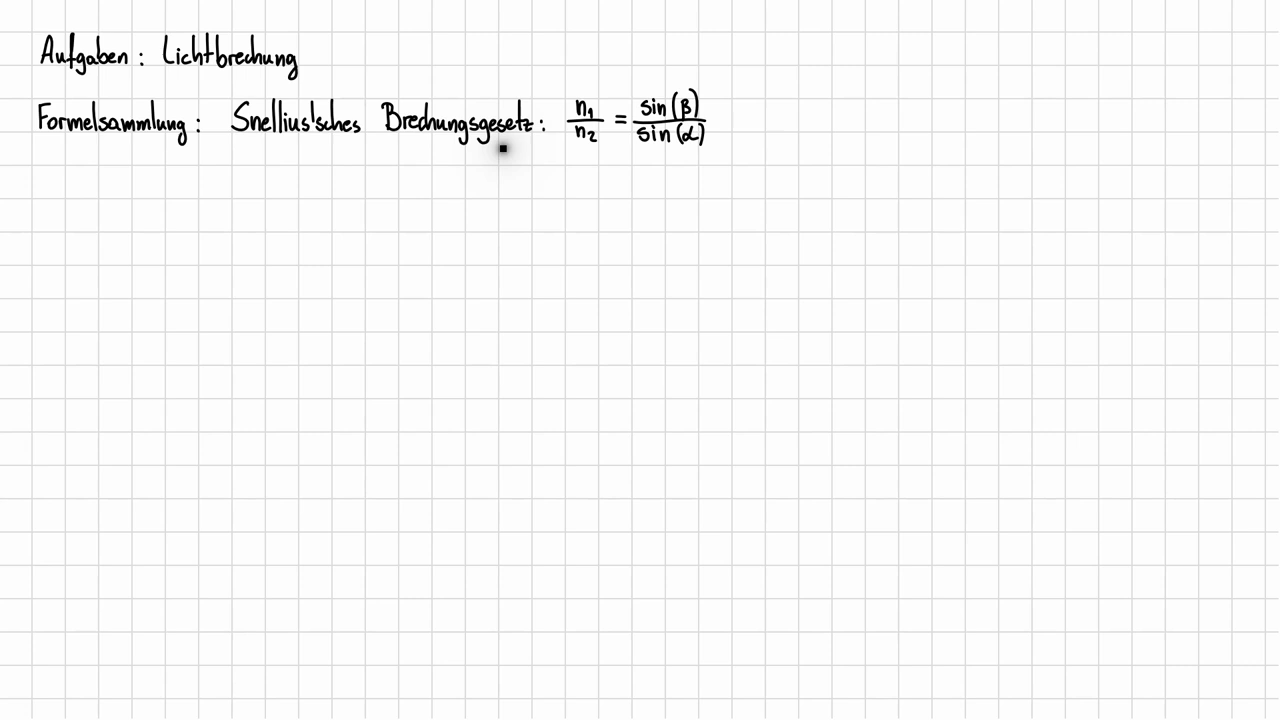 Aufgaben: Lichtbrechung
Formelsammlung: Snellius'sches Brechungsgesetz: n₁/n₂ = sin(β)/sin(α)